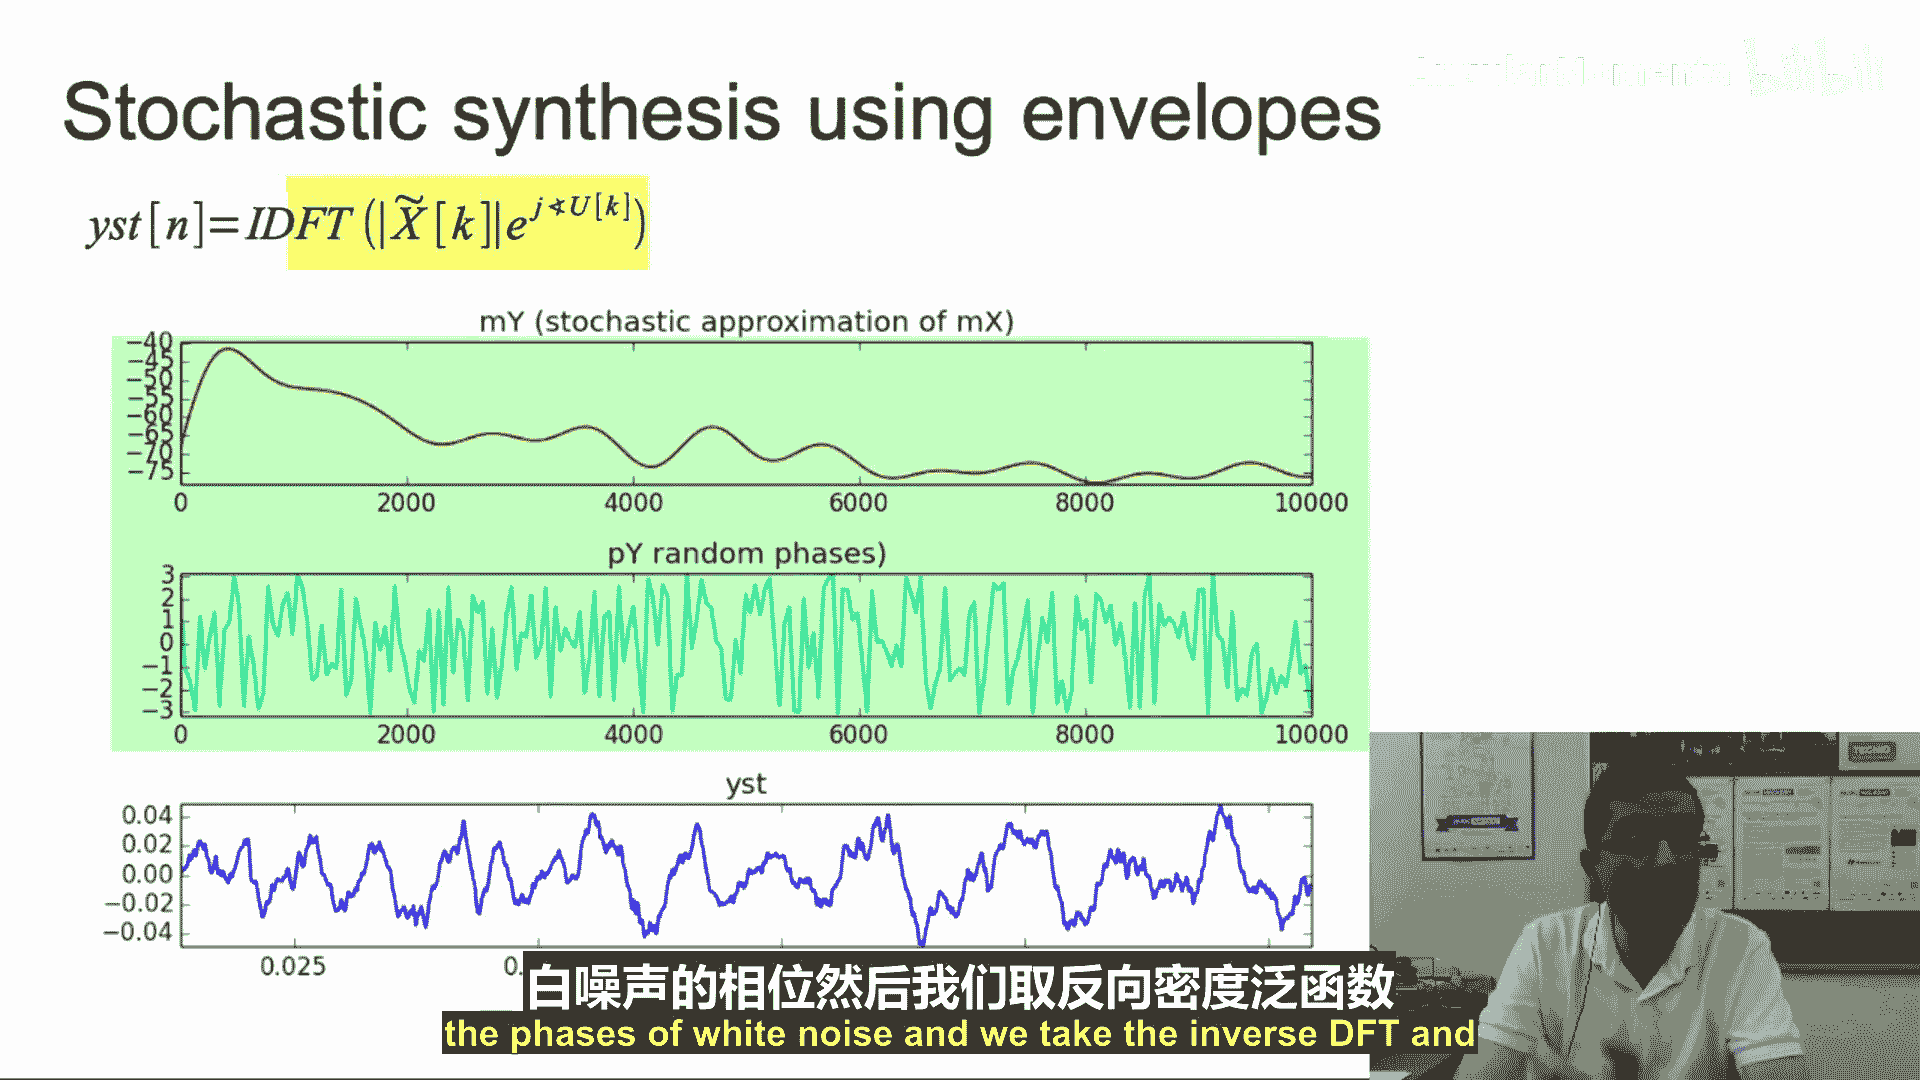 Stochastic synthesis using envelopes
yst[n]=IDFT(|X̃[k]|e^{j∢U[k]})
mY (stochastic approximation of mX)
−40
−45
−50
−55
−60
−65
−70
−75
0 2000 4000 6000 8000 10000
pY random phases)
3
2
1
0
−1
−2
−3
0 2000 4000 6000 8000 10000
yst
0.04
0.02
0.00
−0.02
−0.04
0.025
白噪声的相位然后我们取反向密度泛函数
the phases of white noise and we take the inverse DFT and